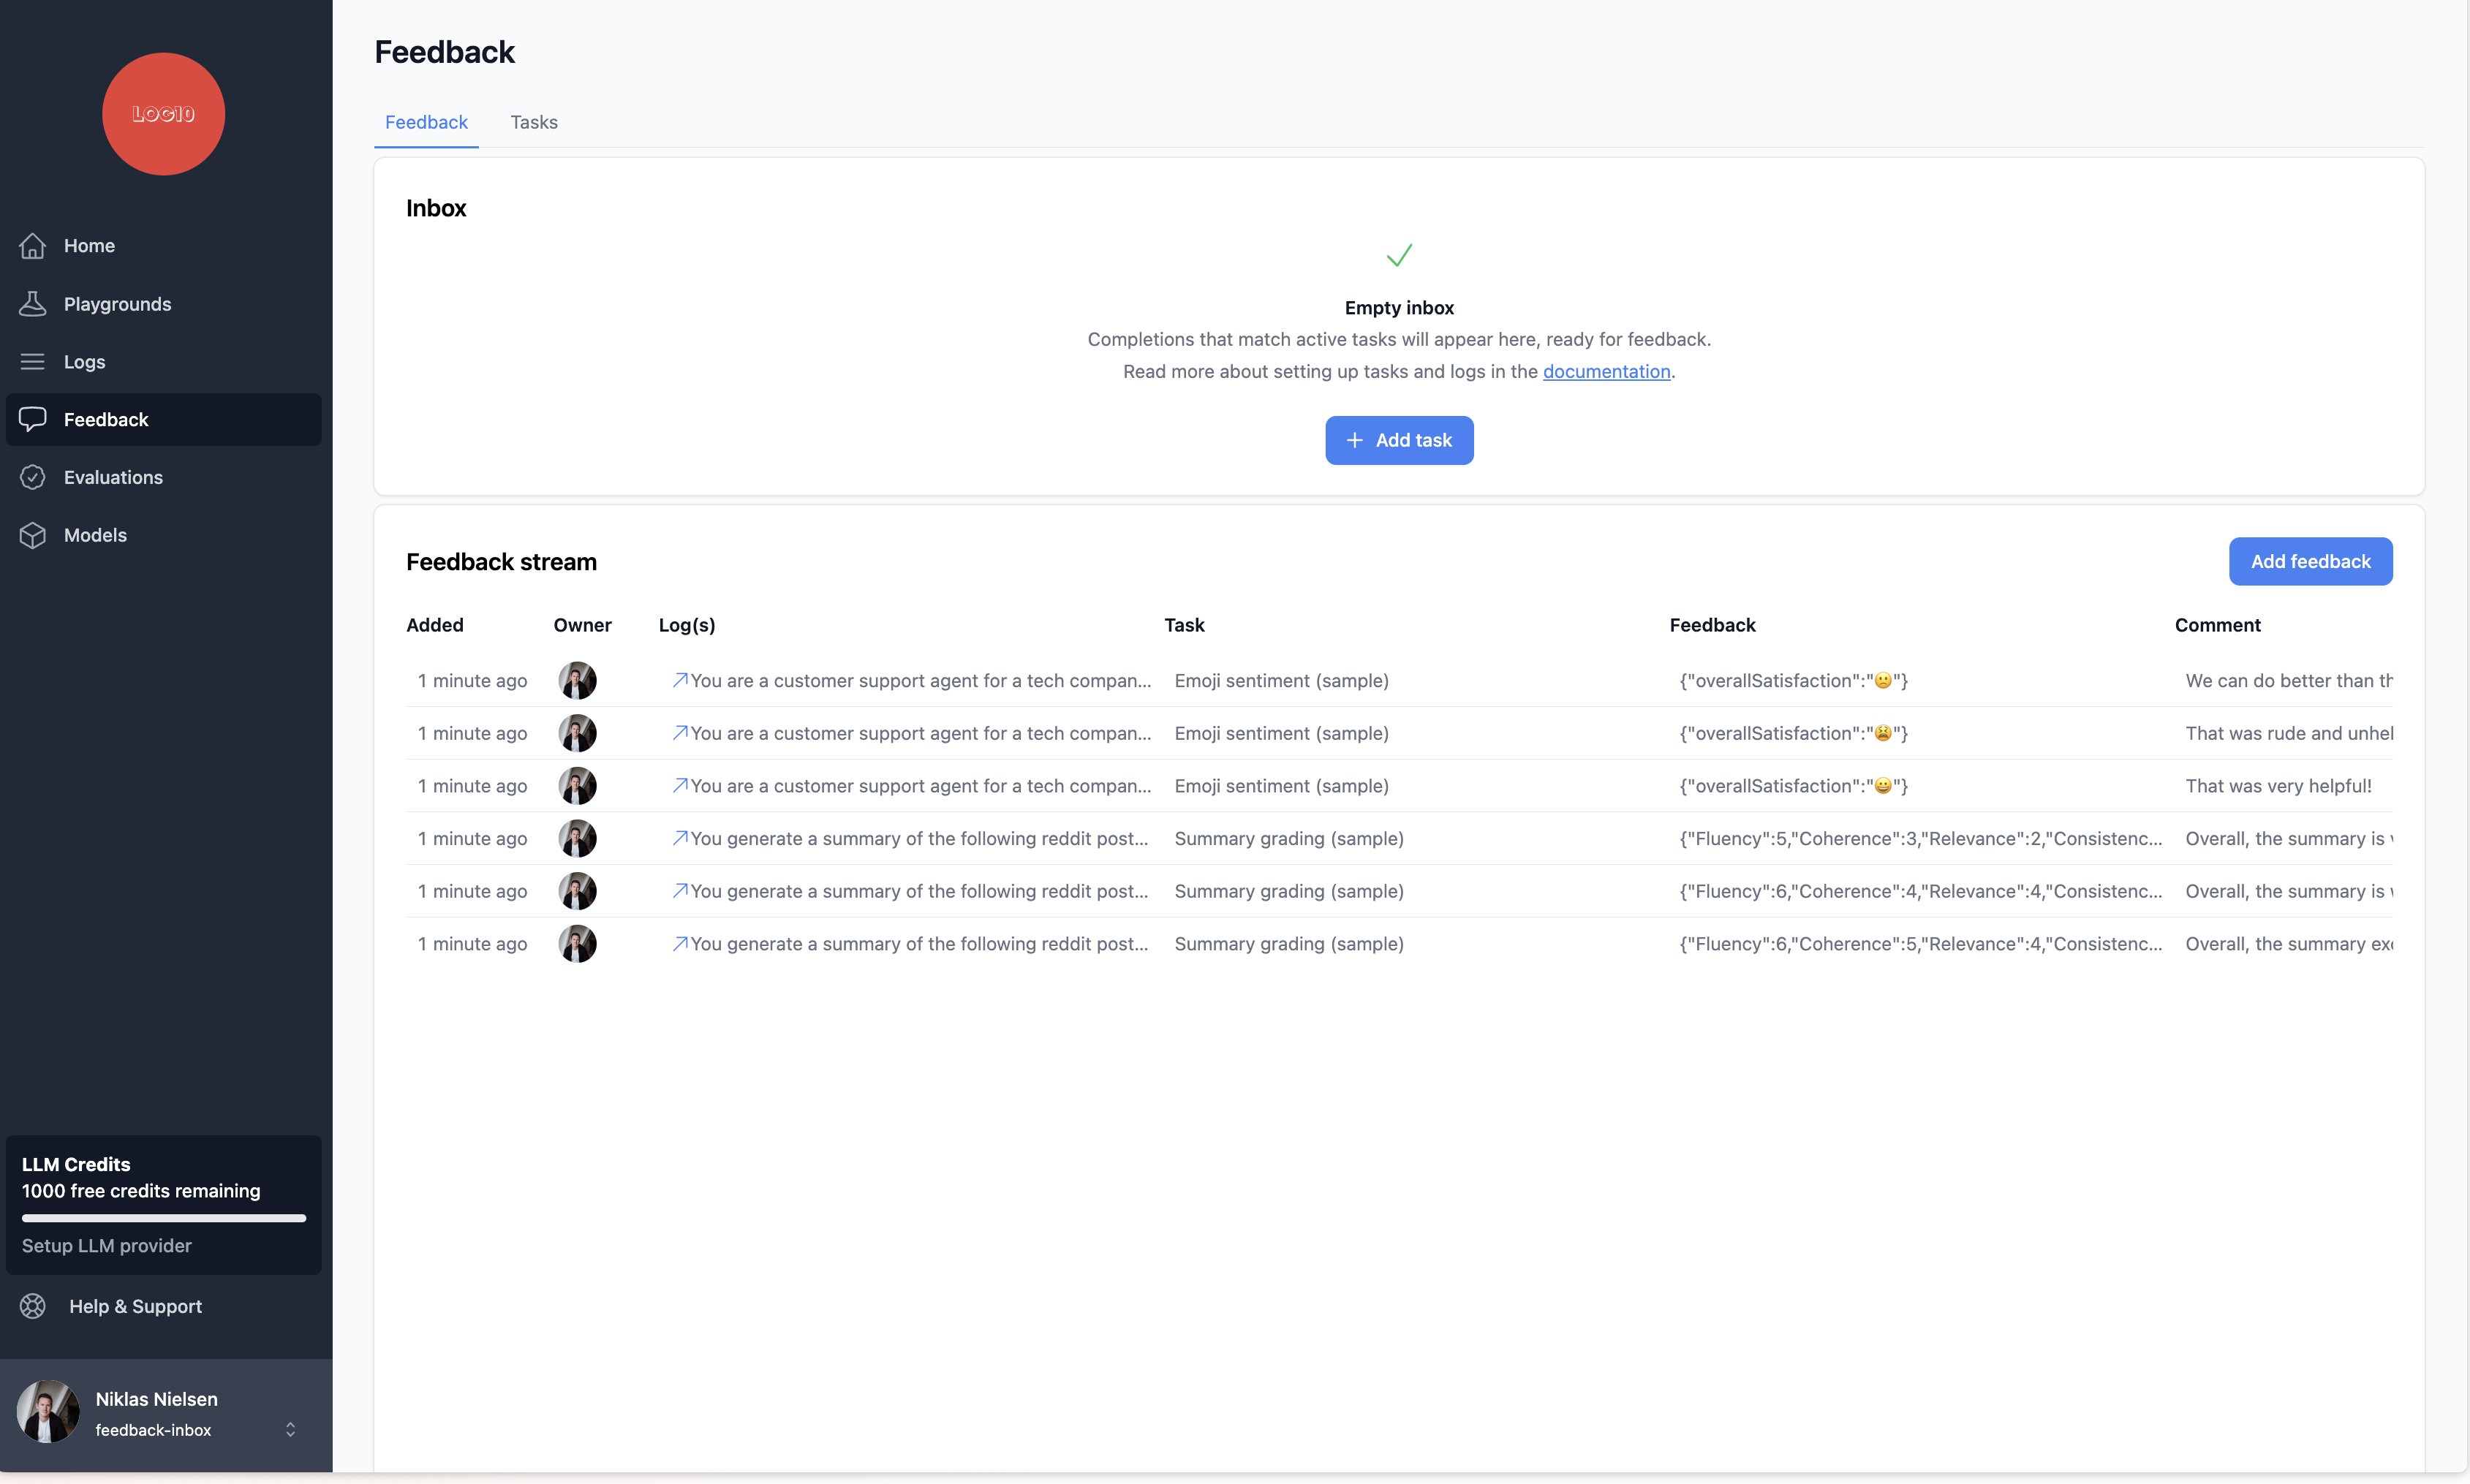 LOG10
Home
Playgrounds
Logs
Feedback
Evaluations
Models
LLM Credits
1000 free credits remaining
Setup LLM provider
Help & Support
Niklas Nielsen
feedback-inbox
Feedback
Feedback Tasks
Inbox
Empty inbox
Completions that match active tasks will appear here, ready for feedback.
Read more about setting up tasks and logs in the documentation.
+ Add task
Feedback stream
Add feedback
Added Owner Log(s) Task Feedback Comment
1 minute ago You are a customer support agent for a tech compan... Emoji sentiment (sample) {"overallSatisfaction":"🙁"} We can do better than th
1 minute ago You are a customer support agent for a tech compan... Emoji sentiment (sample) {"overallSatisfaction":"😫"} That was rude and unhel
1 minute ago You are a customer support agent for a tech compan... Emoji sentiment (sample) {"overallSatisfaction":"😀"} That was very helpful!
1 minute ago You generate a summary of the following reddit post... Summary grading (sample) {"Fluency":5,"Coherence":3,"Relevance":2,"Consistenc... Overall, the summary is
1 minute ago You generate a summary of the following reddit post... Summary grading (sample) {"Fluency":6,"Coherence":4,"Relevance":4,"Consistenc... Overall, the summary is
1 minute ago You generate a summary of the following reddit post... Summary grading (sample) {"Fluency":6,"Coherence":5,"Relevance":4,"Consistenc... Overall, the summary exc